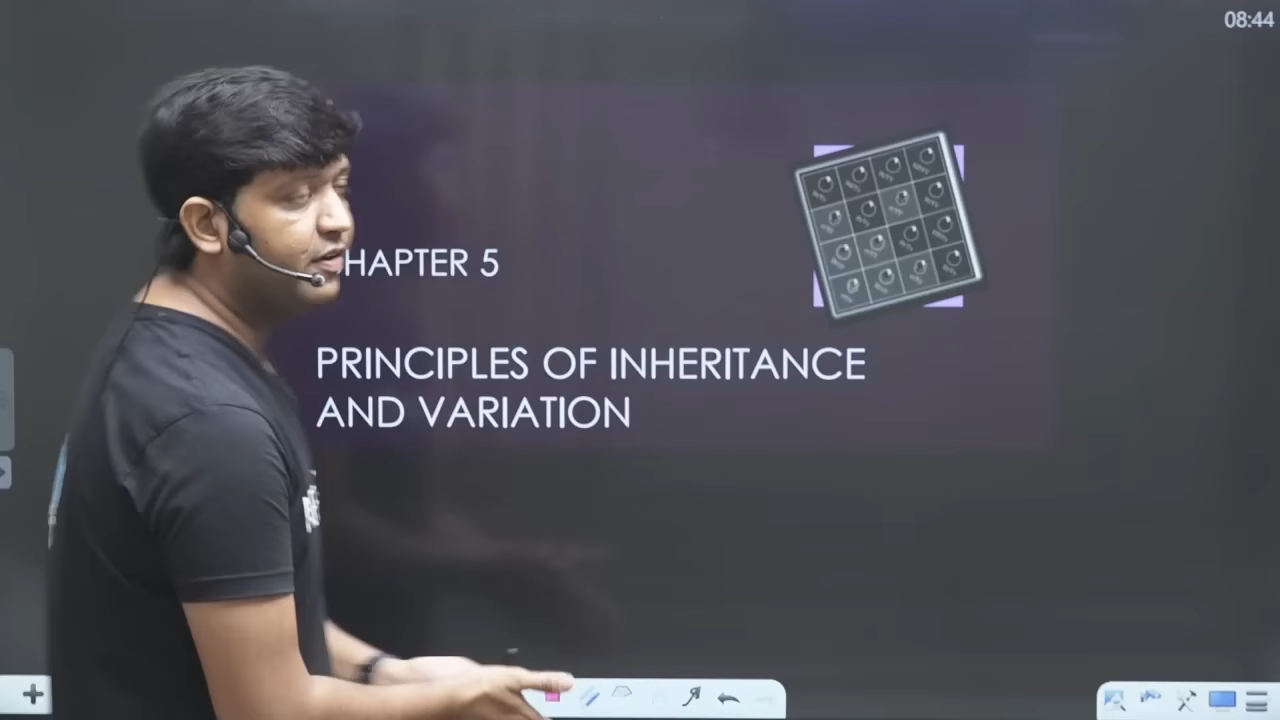 08:44
HAPTER 5
PRINCIPLES OF INHERITANCE
AND VARIATION